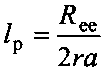 l_p = R_ee / 2ra